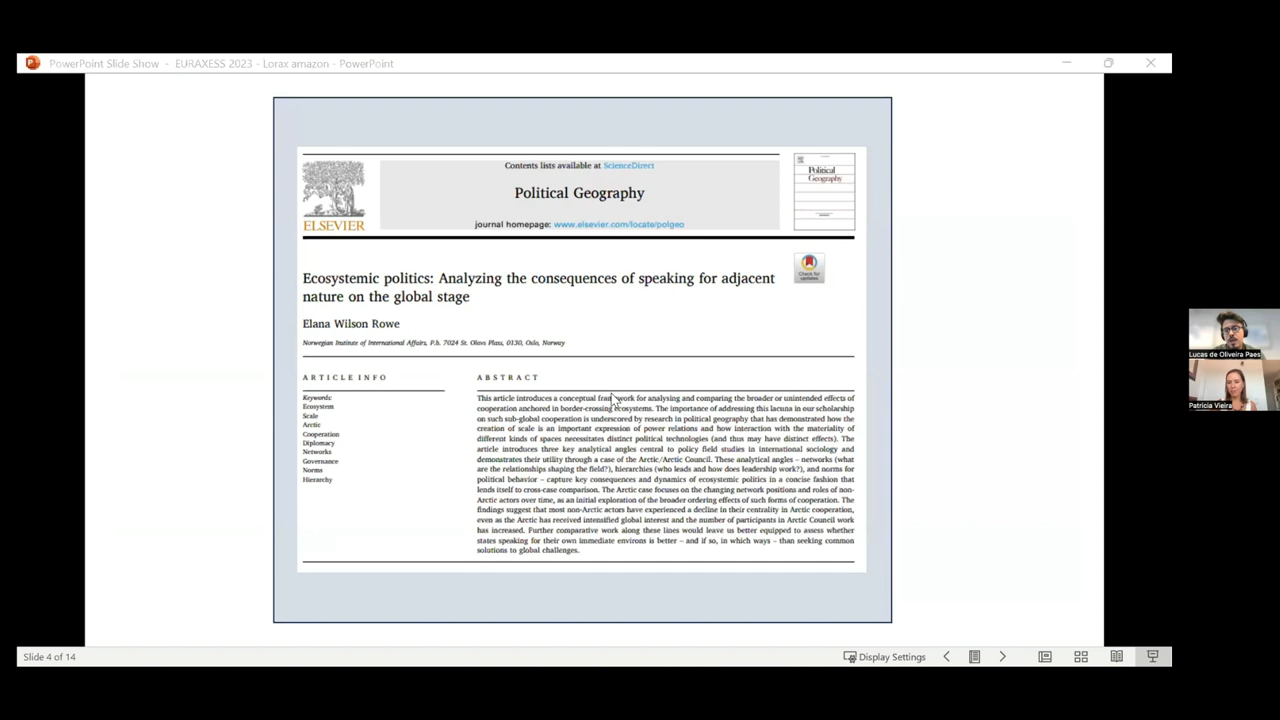 PowerPoint Slide Show - EURAXESS 2023 - Lorax amazon - PowerPoint
Contents lists available at ScienceDirect
Political Geography
journal homepage: www.elsevier.com/locate/polgeo
ELSEVIER
Political
Geography
Check for
updates
Ecosystemic politics: Analyzing the consequences of speaking for adjacent
nature on the global stage
Elana Wilson Rowe
Norwegian Institute of International Affairs, P.b. 7024 St. Olavs Plass, 0130, Oslo, Norway
ARTICLE INFO
Keywords:
Ecosystem
Scale
Arctic
Cooperation
Diplomacy
Networks
Governance
Norms
Hierarchy
ABSTRACT
This article introduces a conceptual framework for analysing and comparing the broader or unintended effects of
cooperation anchored in border-crossing ecosystems. The importance of addressing this lacuna in our scholarship
on such sub-global cooperation is underscored by research in political geography that has demonstrated how the
creation of scale is an important expression of power relations and how interaction with the materiality of
different kinds of spaces necessitates distinct political technologies (and thus may have distinct effects). The
article introduces three key analytical angles central to policy field studies in international sociology and
demonstrates their utility through a case of the Arctic/Arctic Council. These analytical angles – networks (what
are the relationships shaping the field?), hierarchies (who leads and how does leadership work?), and norms for
political behavior – capture key consequences and dynamics of ecosystemic politics in a concise fashion that
lends itself to cross-case comparison. The Arctic case focuses on the changing network positions and roles of non-
Arctic actors over time, as an initial exploration of the broader ordering effects of such forms of cooperation. The
findings suggest that most non-Arctic actors have experienced a decline in their centrality in Arctic cooperation,
even as the Arctic has received intensified global interest and the number of participants in Arctic Council work
has increased. Further comparative work along these lines would leave us better equipped to assess whether
states speaking for their own immediate environs is better – and if so, in which ways – than seeking common
solutions to global challenges.
Lucas de Oliveira Paes
Patricia Vieira
Slide 4 of 14
Display Settings